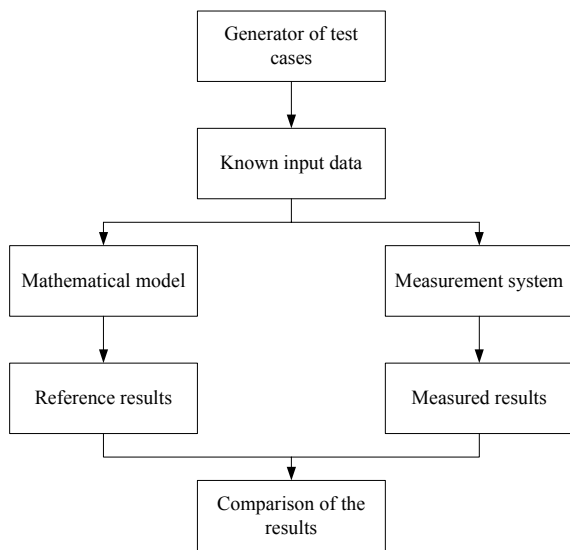 Generator of test
cases
Known input data
Mathematical model
Measurement system
Reference results
Measured results
Comparison of the
results